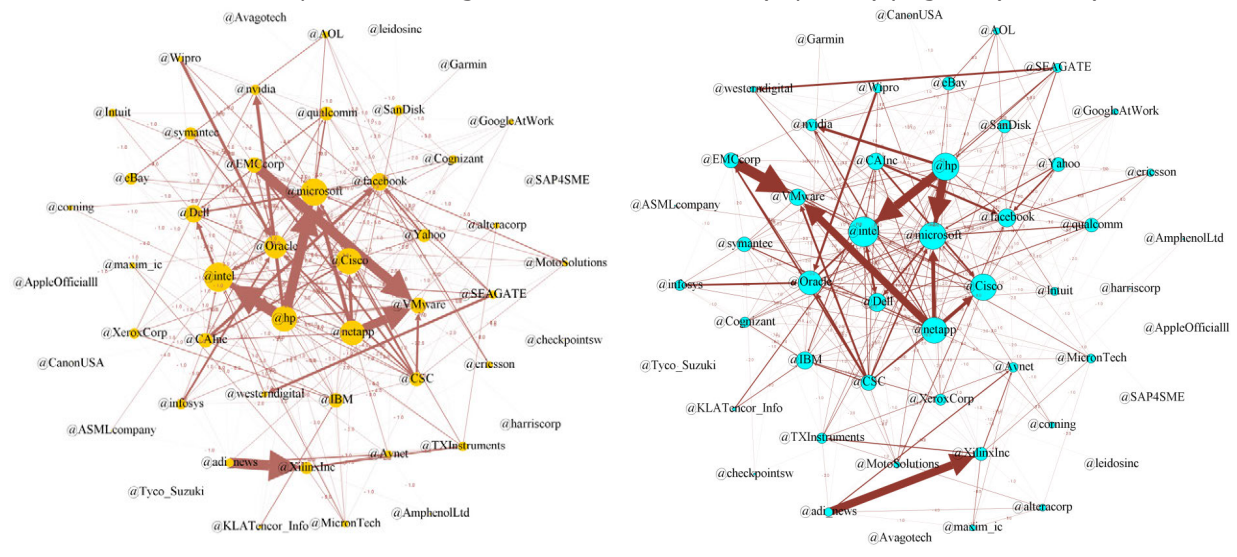 @Avagotech
@AOL
@leidosinc
@Wipro
@Garmin
@nvidia
@Intuit
@qualcomm
@SanDisk
@GoogleAtWork
@symantec
@EMCcorp
@Cognizant
@eBay
@microsoft
@facebook
@SAP4SME
@corning
@Dell
@alteracorp
@Oracle
@Yahoo
@maxim_ic
@intel
@Cisco
@MotoSolutions
@AppleOfficialll
@SEAGATE
@VMware
@hp
@XeroxCorp
@CAInc
@netapp
@checkpointsw
@CanonUSA
@ericsson
@CSC
@westerndigital
@IBM
@infosys
@ASMLcompany
@harriscorp
@TXInstruments
@adi_news
@XilinxInc
@Avnet
@Tyco_Suzuki
@AmphenolLtd
@KLATencor_Info
@MicronTech
@CanonUSA
@AOL
@Garmin
@SEAGATE
@westerndigital
@Wipro
@eBay
@GoogleAtWork
@nvidia
@SanDisk
@EMCcorp
@CAInc
@hp
@Yahoo
@ericsson
@VMware
@ASMLcompany
@facebook
@qualcomm
@intel
@microsoft
@AmphenolLtd
@symantec
@infosys
@Oracle
@Cisco
@Intuit
@harriscorp
@Dell
@Cognizant
@netapp
@AppleOfficialll
@Tyco_Suzuki
@IBM
@MicronTech
@Avnet
@CSC
@SAP4SME
@KLATencor_Info
@XeroxCorp
@corning
@TXInstruments
@XilinxInc
@MotoSolutions
@leidosinc
@checkpointsw
@adi_news
@alteracorp
@maxim_ic
@Avagotech